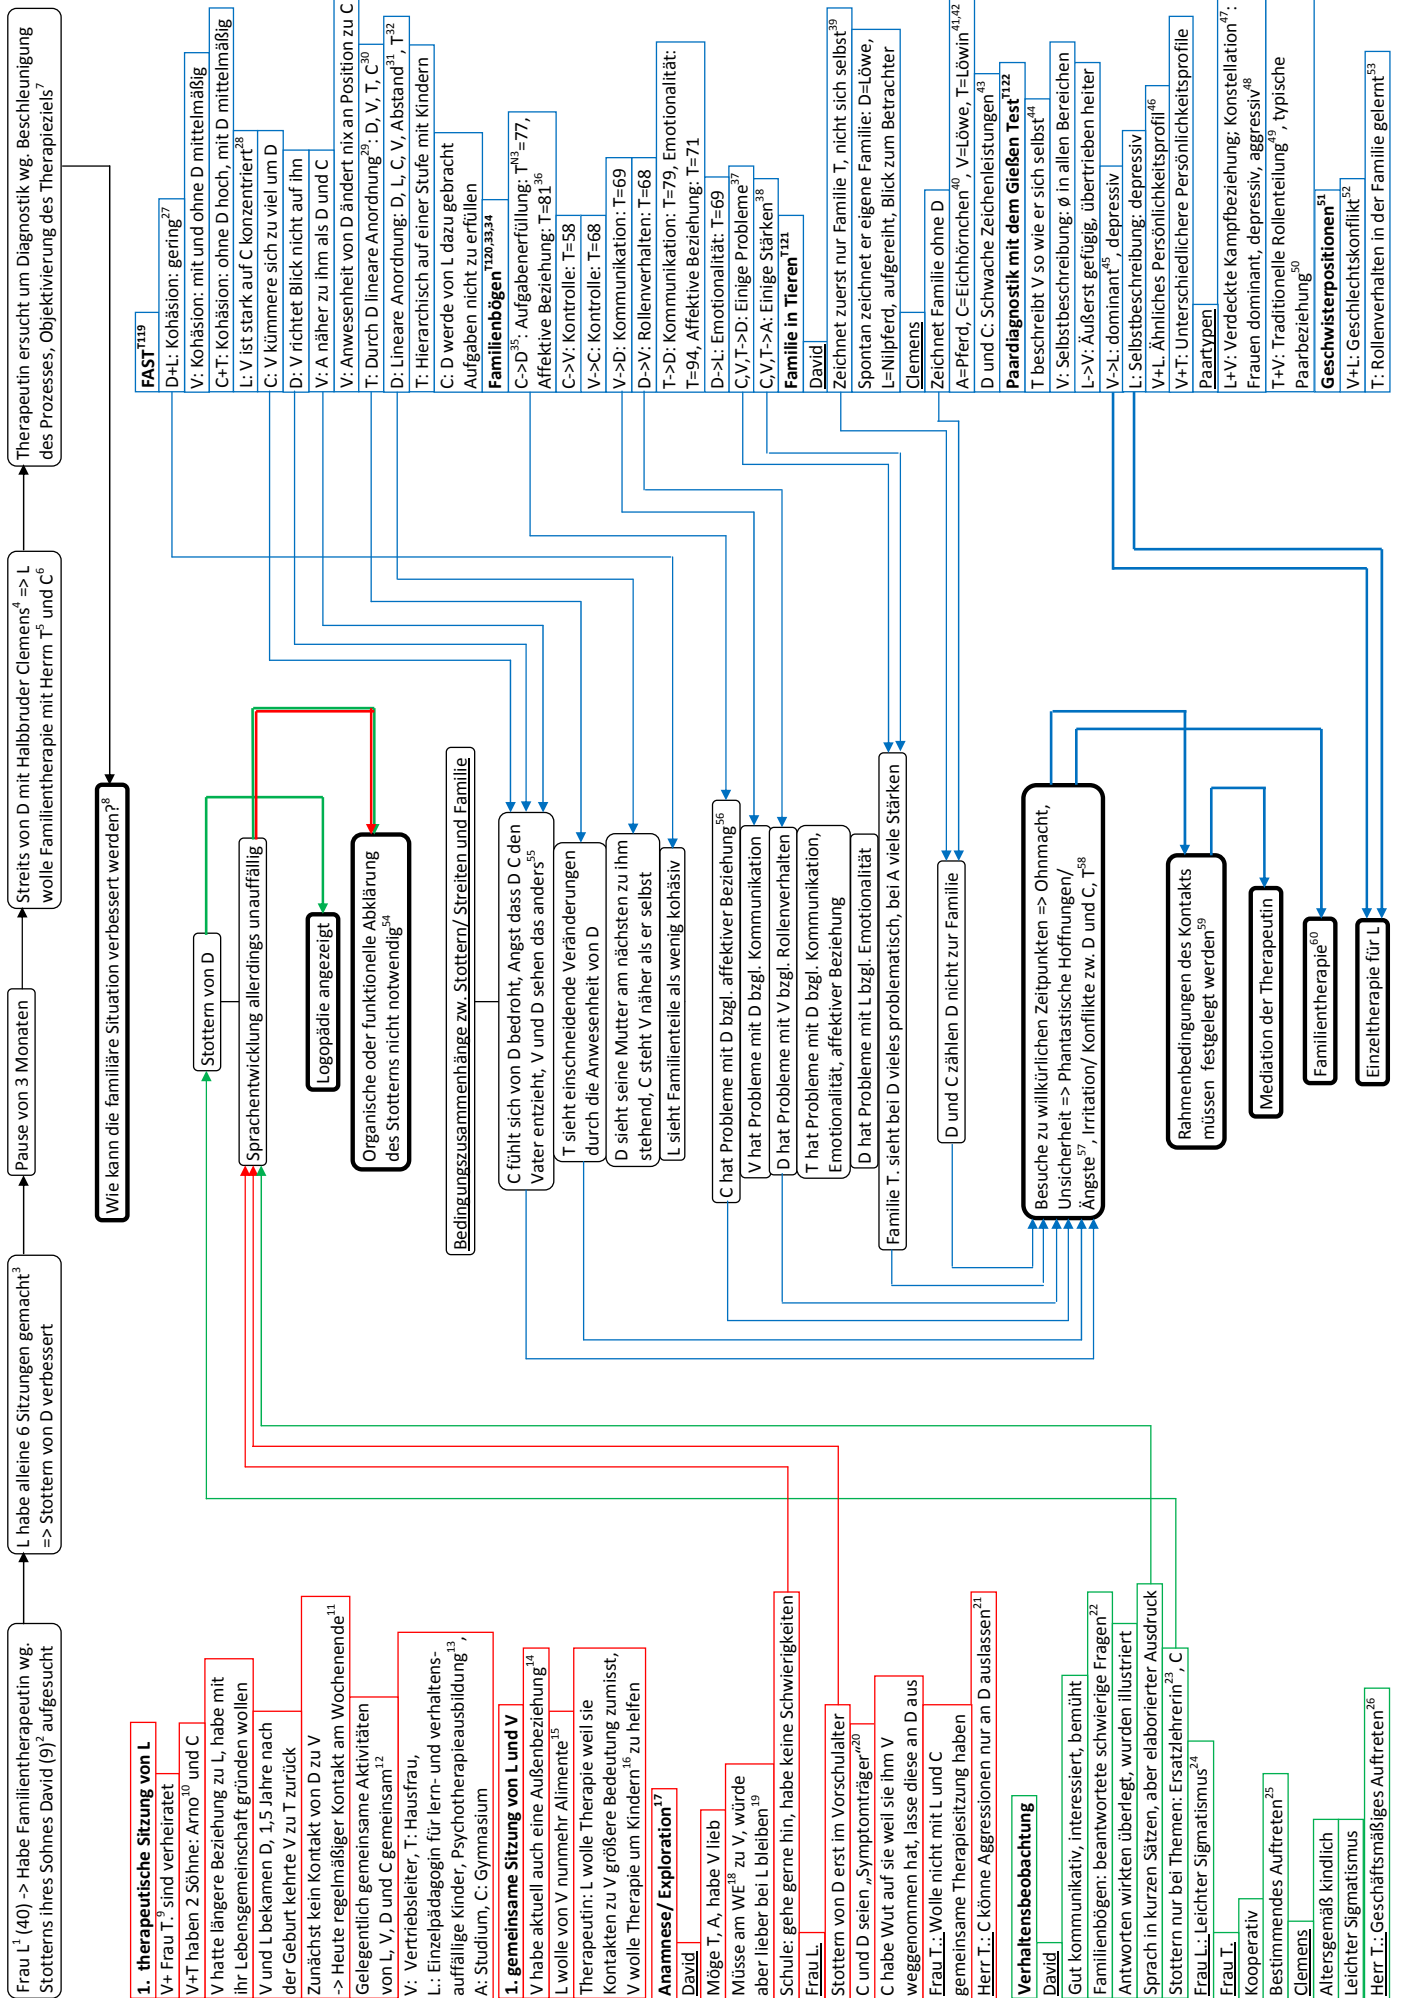 Frau L1 (40) -> Habe Familientherapeutin wg.
Stotterns ihres Sohnes David (9)2 aufgesucht
L habe alleine 6 Sitzungen gemacht3
=> Stottern von D verbessert
Pause von 3 Monaten
Streits von D mit Halbbruder Clemens4 => L
wolle Familientherapie mit Herrn T5 und C6
Therapeutin ersucht um Diagnostik wg. Beschleunigung
des Prozesses, Objektivierung des Therapieziels7
Wie kann die familiäre Situation verbessert werden?8
1. therapeutische Sitzung von L
V+ Frau T.9 sind verheiratet
V+T haben 2 Söhne: Arno10 und C
V hatte längere Beziehung zu L, habe mit
ihr Lebensgemeinschaft gründen wollen
V und L bekamen D, 1,5 Jahre nach
der Geburt kehrte V zu T zurück
Zunächst kein Kontakt von D zu V
-> Heute regelmäßiger Kontakt am Wochenende11
Gelegentlich gemeinsame Aktivitäten
von L, V, D und C gemeinsam12
V: Vertriebsleiter, T: Hausfrau,
L.: Einzelpädagogin für lern- und verhaltens-
auffällige Kinder, Psychotherapieausbildung13,
A: Studium, C: Gymnasium
1. gemeinsame Sitzung von L und V
V habe aktuell auch eine Außenbeziehung14
L wolle von V nunmehr Alimente15
Therapeutin: L wolle Therapie weil sie
Kontakten zu V größere Bedeutung zumisst,
V wolle Therapie um Kindern16 zu helfen
Anamnese/ Exploration17
David
Möge T, A, habe V lieb
Müsse am WE18 zu V, würde
aber lieber bei L bleiben19
Schule: gehe gerne hin, habe keine Schwierigkeiten
Frau L.
Stottern von D erst im Vorschulalter
C und D seien „Symptomträger“20
C habe Wut auf V weil sie ihm V
weggenommen hat, lasse diese an D aus
Frau T.: Wolle nicht mit L und C
gemeinsame Therapiesitzung haben
Herr T.: C könne Aggressionen nur an D auslassen21
Verhaltensbeobachtung
David
Gut kommunikativ, interessiert, bemüht
Familienbögen: beantwortete schwierige Fragen22
Antworten wirkten überlegt, wurden illustriert
Sprach in kurzen Sätzen, aber elaborierter Ausdruck
Stottern nur bei Themen: Ersatzlehrerin23, C
Frau L.: Leichter Sigmatismus24
Frau T.
Kooperativ
Bestimmendes Auftreten25
Clemens
Altersgemäß kindlich
Leichter Sigmatismus
Herr T.: Geschäftsmäßiges Auftreten26
Stottern von D
Sprachentwicklung allerdings unauffällig
Logopädie angezeigt
Organische oder funktionelle Abklärung
des Stotterns nicht notwendig54
Bedingungszusammenhänge zw. Stottern/ Streiten und Familie
C fühlt sich von D bedroht, Angst dass D C den
Vater entzieht, V und D sehen das anders55
T sieht einschneidende Veränderungen
durch die Anwesenheit von D
D sieht seine Mutter am nächsten zu ihm
stehend, C steht V näher als er selbst
L sieht Familienteile als wenig kohäsiv
C hat Probleme mit D bzgl. affektiver Beziehung56
V hat Probleme mit D bzgl. Kommunikation
D hat Probleme mit V bzgl. Rollenverhalten
T hat Probleme mit D bzgl. Kommunikation,
Emotionalität, affektiver Beziehung
D hat Probleme mit L bzgl. Emotionalität
Familie T. sieht bei D vieles problematisch, bei A viele Stärken
D und C zählen D nicht zur Familie
Besuche zu willkürlichen Zeitpunkten => Ohnmacht,
Unsicherheit => Phantastische Hoffnungen/
Ängste57, Irritation/ Konflikte zw. D und C, T58
Rahmenbedingungen des Kontakts
müssen festgelegt werden59
Mediation der Therapeutin
Familientherapie60
Einzeltherapie für L
FAST T119
D+L: Kohäsion: gering27
V: Kohäsion: mit und ohne D mittelmäßig
C+T: Kohäsion: ohne D hoch, mit D mittelmäßig
L: V ist stark auf C konzentriert28
C: V kümmere sich zu viel um D
D: V richtet Blick nicht auf ihn
V: A näher zu ihm als D und C
V: Anwesenheit von D ändert nix an Position zu C
T: Durch D lineare Anordnung29: D, V, T, C30
D: Lineare Anordnung: D, L, C, V, Abstand31, T32
T: Hierarchisch auf einer Stufe mit Kindern
C: D werde von L dazu gebracht
Aufgaben nicht zu erfüllen
Familienbögen T120,33,34
C->D35: Aufgabenerfüllung: TN3=77,
Affektive Beziehung: T=8136
C->V: Kontrolle: T=58
V->C: Kontrolle: T=68
V->D: Kommunikation: T=69
D->V: Rollenverhalten: T=68
T->D: Kommunikation: T=79, Emotionalität:
T=94, Affektive Beziehung: T=71
D->L: Emotionalität: T=69
C,V,T->D: Einige Probleme37
C,V,T->A: Einige Stärken38
Familie in Tieren T121
David
Zeichnet zuerst nur Familie T, nicht sich selbst39
Spontan zeichnet er eigene Familie: D=Löwe,
L=Nilpferd, aufgereiht, Blick zum Betrachter
Clemens
Zeichnet Familie ohne D
A=Pferd, C=Eichhörnchen40, V=Löwe, T=Löwin41,42
D und C: Schwache Zeichenleistungen43
Paardiagnostik mit dem Gießen Test T122
T beschreibt V so wie er sich selbst44
V: Selbstbeschreibung: ø in allen Bereichen
L->V: Äußerst gefügig, übertrieben heiter
V->L: dominant45, depressiv
L: Selbstbeschreibung: depressiv
V+L. Ähnliches Persönlichkeitsprofil46
V+T: Unterschiedlichere Persönlichkeitsprofile
Paartypen
L+V: Verdeckte Kampfbeziehung; Konstellation47:
Frauen dominant, depressiv, aggressiv48
T+V: Traditionelle Rollenteilung49, typische
Paarbeziehung50
Geschwisterpositionen51
V+L: Geschlechtskonflikt52
T: Rollenverhalten in der Familie gelernt53